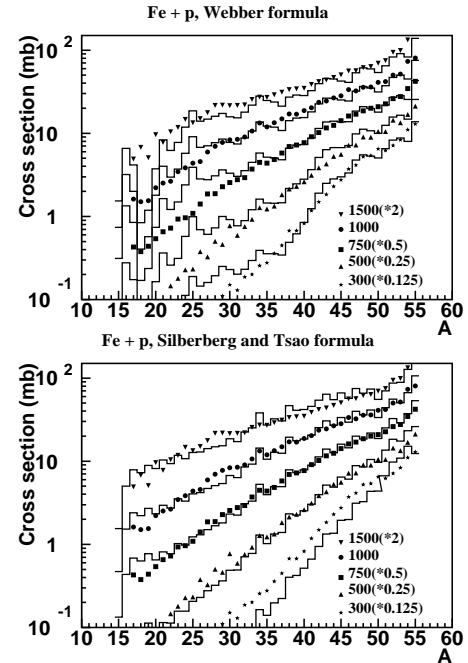 Fe + p, Webber formula
Cross section (mb)
10 2
10
1
10 -1
1500(*2)
1000
750(*0.5)
500(*0.25)
300(*0.125)
10 15 20 25 30 35 40 45 50 55 60
A
Fe + p, Silberberg and Tsao formula
Cross section (mb)
10 2
10
1
10 -1
1500(*2)
1000
750(*0.5)
500(*0.25)
300(*0.125)
10 15 20 25 30 35 40 45 50 55 60
A